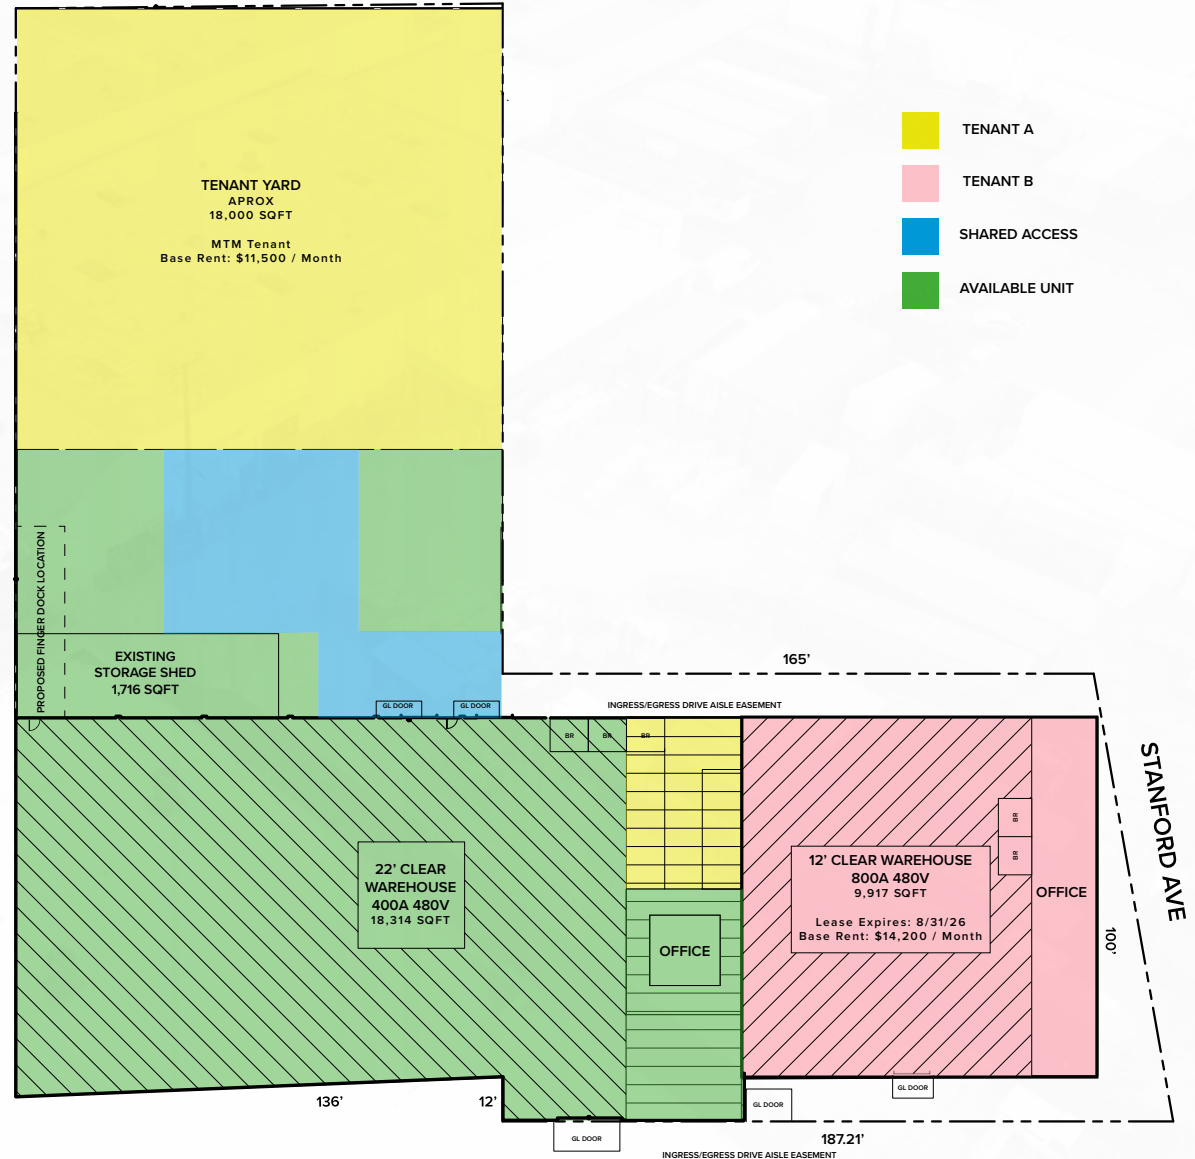 TENANT YARD
APROX
18,000 SQFT
MTM Tenant
Base Rent: $11,500 / Month
TENANT A
TENANT B
SHARED ACCESS
AVAILABLE UNIT
PROPOSED FINGER DOCK LOCATION
EXISTING
STORAGE SHED
1,716 SQFT
GL DOOR
GL DOOR
165’
INGRESS/EGRESS DRIVE AISLE EASEMENT
BR
BR
BR
22’ CLEAR
WAREHOUSE
400A 480V
18,314 SQFT
OFFICE
12’ CLEAR WAREHOUSE
800A 480V
9,917 SQFT
Lease Expires: 8/31/26
Base Rent: $14,200 / Month
BR
BR
OFFICE
STANFORD AVE
100’
136’
12’
GL DOOR
GL DOOR
GL DOOR
187.21’
INGRESS/EGRESS DRIVE AISLE EASEMENT